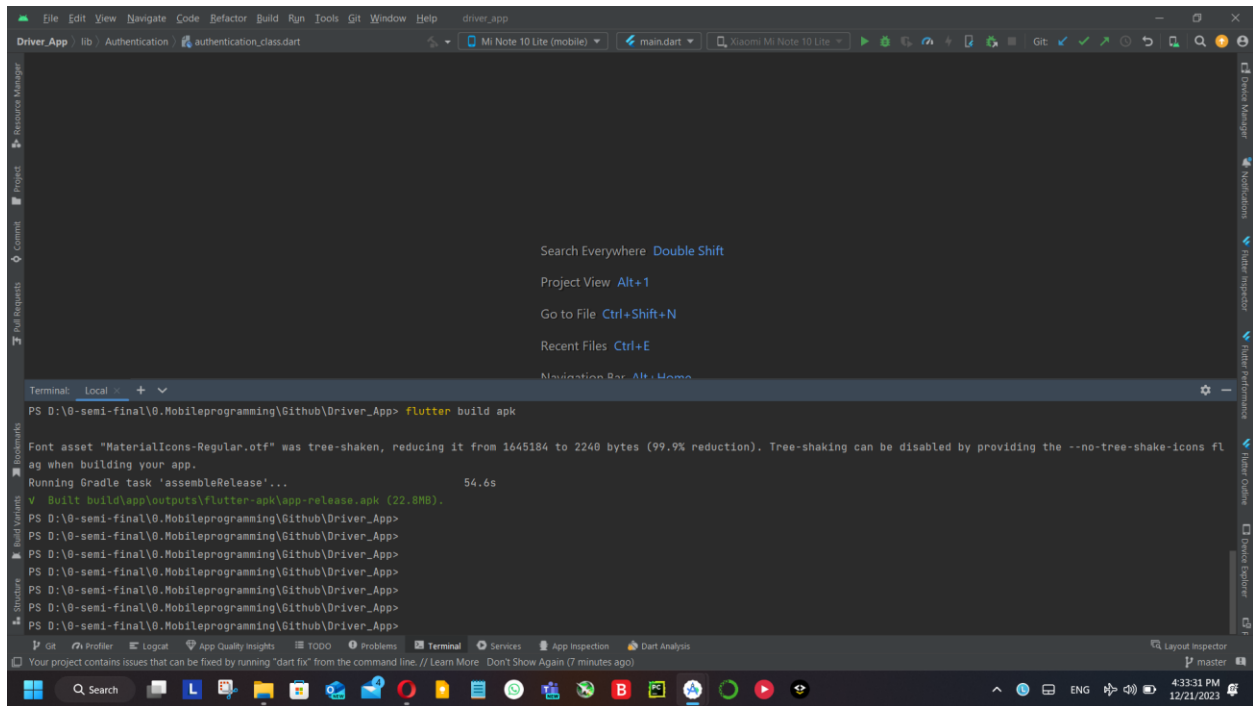 File Edit View Navigate Code Refactor Build Run Tools Git Window Help driver_app
Driver_App lib Authentication authentication_class.dart Mi Note 10 Lite (mobile) main.dart Xiaomi Mi Note 10 Lite Git:
Resource Manager
Project
Commit
Pull Requests
Bookmarks
Build Variants
Structure
Search Everywhere Double Shift
Project View Alt+1
Go to File Ctrl+Shift+N
Recent Files Ctrl+E
Navigation Bar Alt+Home
Device Manager
Notifications
Flutter Inspector
Flutter Performance
Flutter Outline
Device Explorer
Terminal: Local
PS D:\0-semi-final\0.Mobileprogramming\Github\Driver_App> flutter build apk
Font asset "MaterialIcons-Regular.otf" was tree-shaken, reducing it from 1645184 to 2240 bytes (99.9% reduction). Tree-shaking can be disabled by providing the --no-tree-shake-icons fl
ag when building your app.
Running Gradle task 'assembleRelease'... 54.6s
√ Built build\app\outputs\flutter-apk\app-release.apk (22.8MB).
PS D:\0-semi-final\0.Mobileprogramming\Github\Driver_App>
PS D:\0-semi-final\0.Mobileprogramming\Github\Driver_App>
PS D:\0-semi-final\0.Mobileprogramming\Github\Driver_App>
PS D:\0-semi-final\0.Mobileprogramming\Github\Driver_App>
PS D:\0-semi-final\0.Mobileprogramming\Github\Driver_App>
PS D:\0-semi-final\0.Mobileprogramming\Github\Driver_App>
PS D:\0-semi-final\0.Mobileprogramming\Github\Driver_App>
Git Profiler Logcat App Quality Insights TODO Problems Terminal Services App Inspection Dart Analysis Layout Inspector
Your project contains issues that can be fixed by running "dart fix" from the command line. // Learn More Don't Show Again (7 minutes ago) master
Search L 4 B PC ENG 4:33:31 PM
12/21/2023